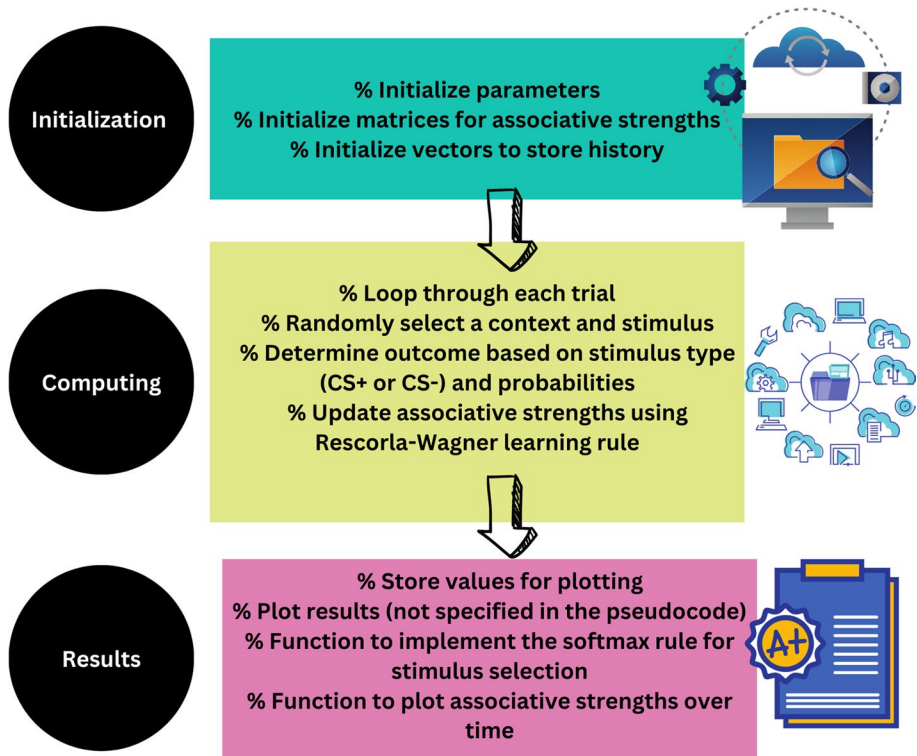 Initialization
% Initialize parameters
% Initialize matrices for associative strengths
% Initialize vectors to store history
Computing
% Loop through each trial
% Randomly select a context and stimulus
% Determine outcome based on stimulus type
(CS+ or CS-) and probabilities
% Update associative strengths using
Rescorla-Wagner learning rule
Results
% Store values for plotting
% Plot results (not specified in the pseudocode)
% Function to implement the softmax rule for
stimulus selection
% Function to plot associative strengths over
time
A+